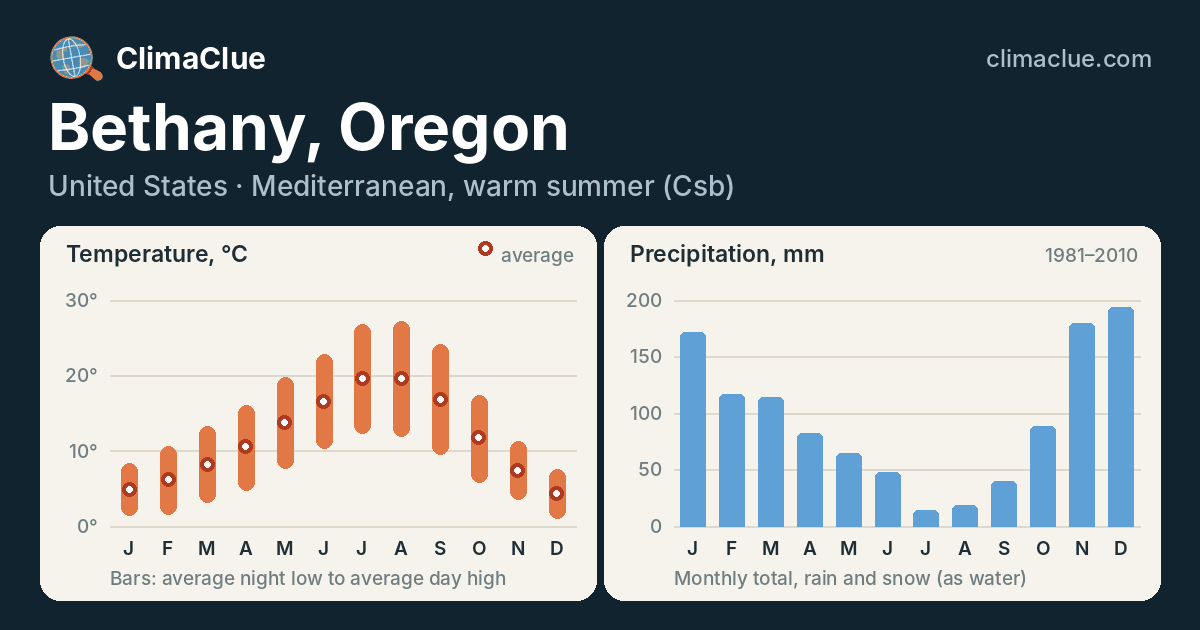 ClimaClue
climaclue.com
Bethany, Oregon
United States · Mediterranean, warm summer (Csb)
Temperature, °C
average
30°
20°
10°
0°
J F M A M J J A S O N D
Bars: average night low to average day high
Precipitation, mm
1981–2010
200
150
100
50
0
J F M A M J J A S O N D
Monthly total, rain and snow (as water)